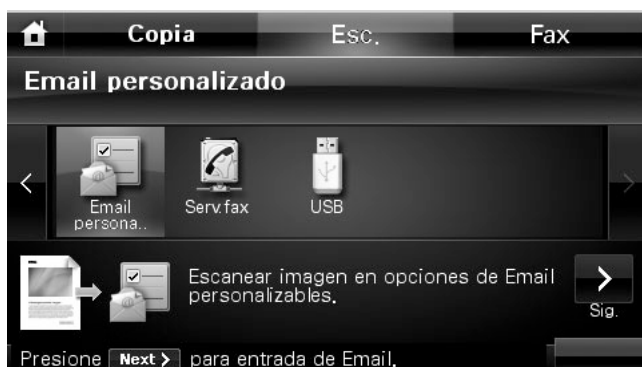 Copia Esc. Fax
Email personalizado
Email Serv.fax USB
persona..
Escanear imagen en opciones de Email
personalizables.
Sig.
Presione Next > para entrada de Email.